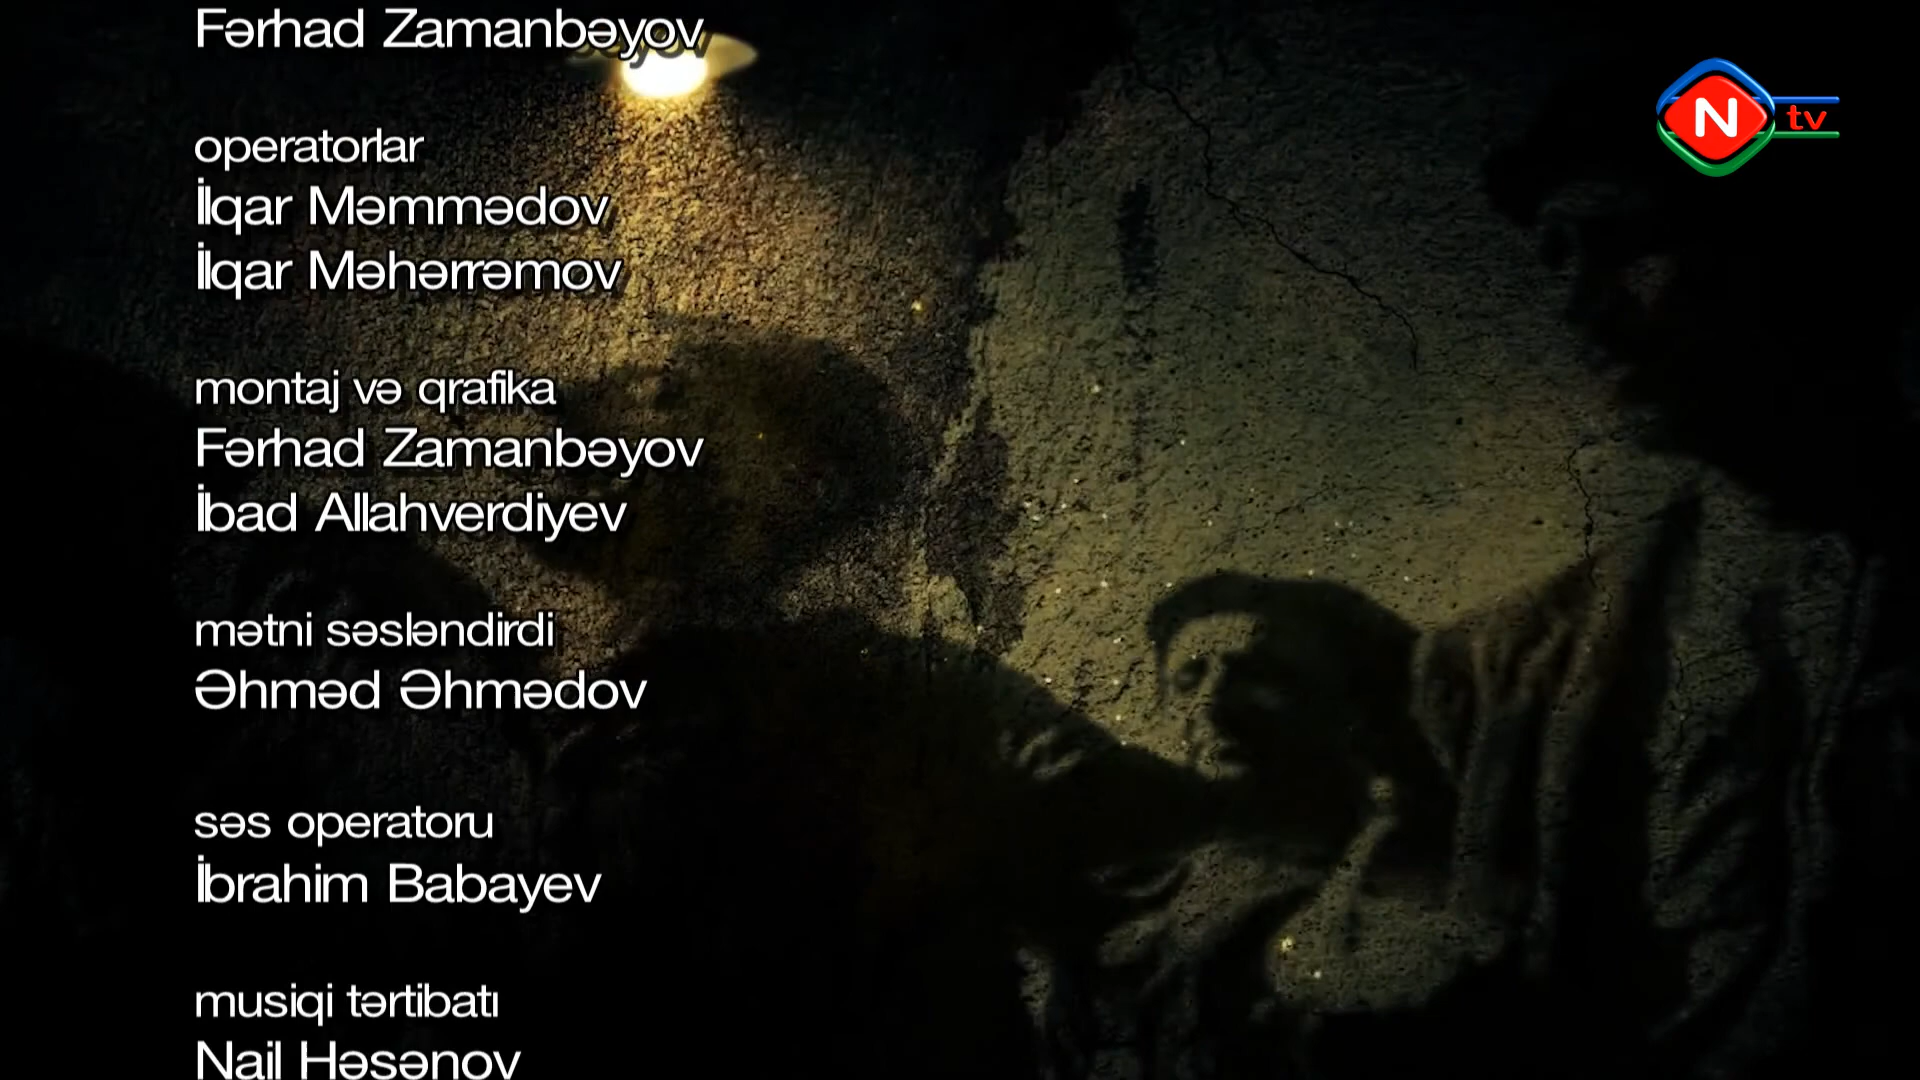 Fərhad Zamanbəyov
operatorlar
İlqar Məmmədov
İlqar Məhərrəmov
montaj və qrafika
Fərhad Zamanbəyov
İbad Allahverdiyev
mətni səsləndirdi
Əhməd Əhmədov
səs operatoru
İbrahim Babayev
musiqi tərtibatı
Nail Həsənov
N tv